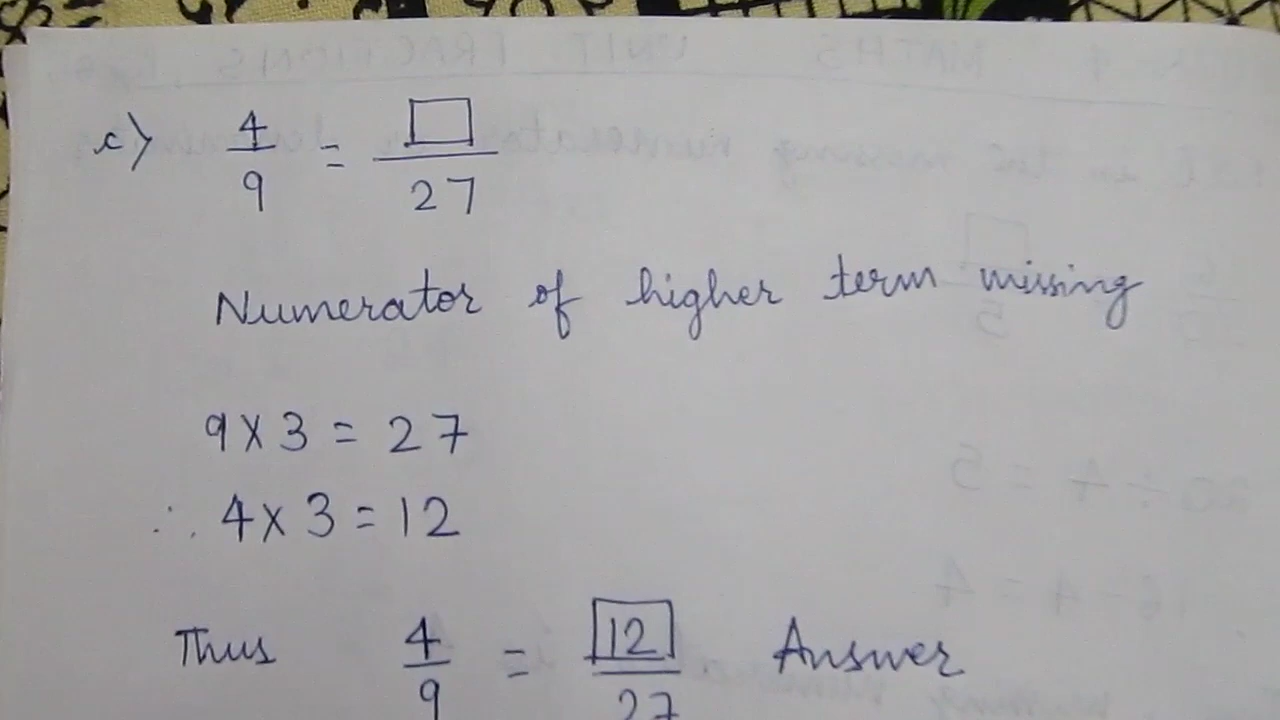 c) 4/9 = □/27
Numerator of higher term missing
9 x 3 = 27
∴ 4 x 3 = 12
Thus 4/9 = 12/27 Answer